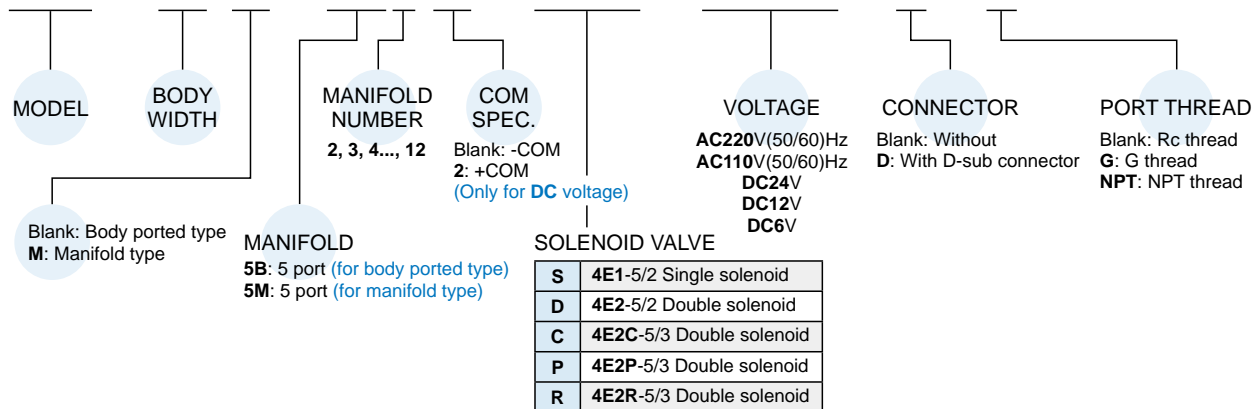 MODEL
BODY
WIDTH
MANIFOLD
NUMBER
2, 3, 4..., 12
COM
SPEC.
Blank: -COM
2: +COM
(Only for DC voltage)
VOLTAGE
AC220V(50/60)Hz
AC110V(50/60)Hz
DC24V
DC12V
DC6V
CONNECTOR
Blank: Without
D: With D-sub connector
PORT THREAD
Blank: Rc thread
G: G thread
NPT: NPT thread
Blank: Body ported type
M: Manifold type
MANIFOLD
5B: 5 port (for body ported type)
5M: 5 port (for manifold type)
SOLENOID VALVE
S 4E1-5/2 Single solenoid
D 4E2-5/2 Double solenoid
C 4E2C-5/3 Double solenoid
P 4E2P-5/3 Double solenoid
R 4E2R-5/3 Double solenoid